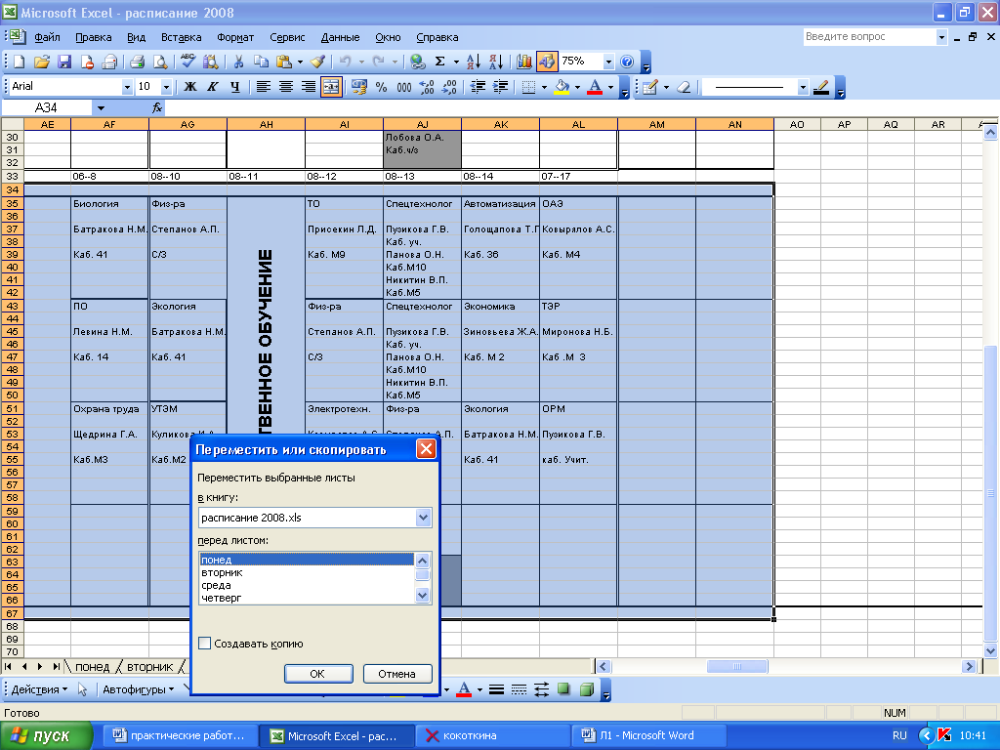 Microsoft Excel - расписание 2008
Файл Правка Вид Вставка Формат Сервис Данные Окно Справка
Введите вопрос
75%
Arial 10 Ж К Ч % 000
A34 fx
AE AF AG AH AI AJ AK AL AM AN AO AP AQ AR
30 Лобова О.А.
31 Каб.ч/з
32
33 06--8 08--10 08--11 08--12 08--13 08--14 07--17
34
35 Биология Физ-ра ТО Спецтехнолог Автоматизация ОАЭ
36
37 Батракова Н.М. Степанов А.П. Присекин Л.Д. Пузикова Г.В. Голощапова Т.Г Ковырялов А.С.
38 Каб. уч.
39 Каб. 41 С/З Каб. М9 Панова О.Н. Каб. 36 Каб. М4
40 Каб.М10
41 Никитин В.П.
42 Каб.М5
ТВЕННОЕ ОБУЧЕНИЕ
43 ПО Экология Физ-ра Спецтехнолог Экономика ТЭР
44
45 Левина Н.М. Батракова Н.М. Степанов А.П. Пузикова Г.В. Зиновьева Ж.А. Миронова Н.Б.
46 Каб. уч.
47 Каб. 14 Каб. 41 С/З Панова О.Н. Каб. М 2 Каб .М 3
48 Каб.М10
49 Никитин В.П.
50 Каб.М5
51 Охрана труда УТЭМ Электротехн. Физ-ра Экология ОРМ
52
53 Щедрина Г.А. Батракова Н.М. Пузикова Г.В.
54
55 Каб.М3 Каб.М2 Каб. 41 каб. Учит.
56
57
58
59
60
61
62
63
64
65
66
67
68
69
70
Переместить или скопировать
Переместить выбранные листы
в книгу:
расписание 2008.xls
перед листом:
понед
вторник
среда
четверг
Создавать копию
ОК Отмена
понед вторник
Действия Автофигуры
Готово NUM
пуск практические работ... Microsoft Excel - рас... кокоткина Л1 - Microsoft Word RU 10:41